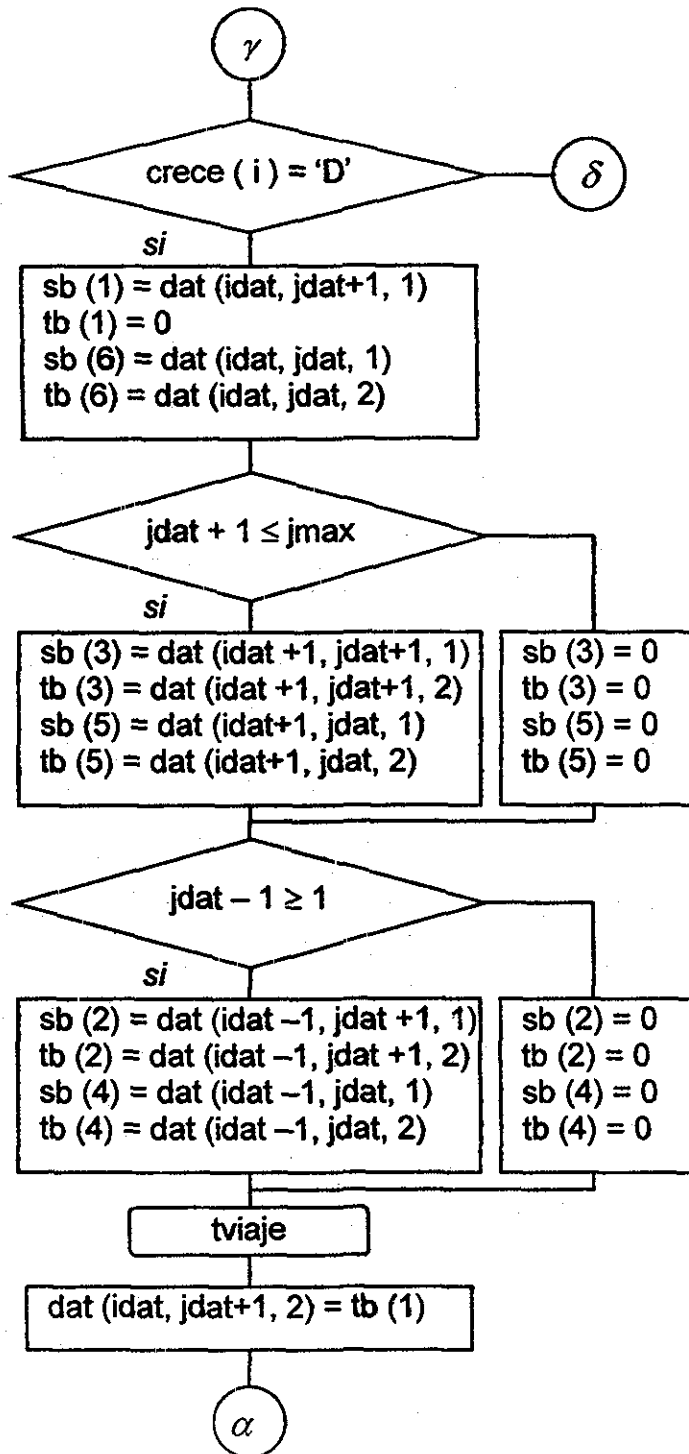 γ
crece ( i ) = 'D'
δ
si
sb (1) = dat (idat, jdat+1, 1)
tb (1) = 0
sb (6) = dat (idat, jdat, 1)
tb (6) = dat (idat, jdat, 2)
jdat + 1 ≤ jmax
si
sb (3) = dat (idat +1, jdat+1, 1)
tb (3) = dat (idat +1, jdat+1, 2)
sb (5) = dat (idat+1, jdat, 1)
tb (5) = dat (idat+1, jdat, 2)
sb (3) = 0
tb (3) = 0
sb (5) = 0
tb (5) = 0
jdat – 1 ≥ 1
si
sb (2) = dat (idat –1, jdat +1, 1)
tb (2) = dat (idat –1, jdat +1, 2)
sb (4) = dat (idat –1, jdat, 1)
tb (4) = dat (idat –1, jdat, 2)
sb (2) = 0
tb (2) = 0
sb (4) = 0
tb (4) = 0
tviaje
dat (idat, jdat+1, 2) = tb (1)
α